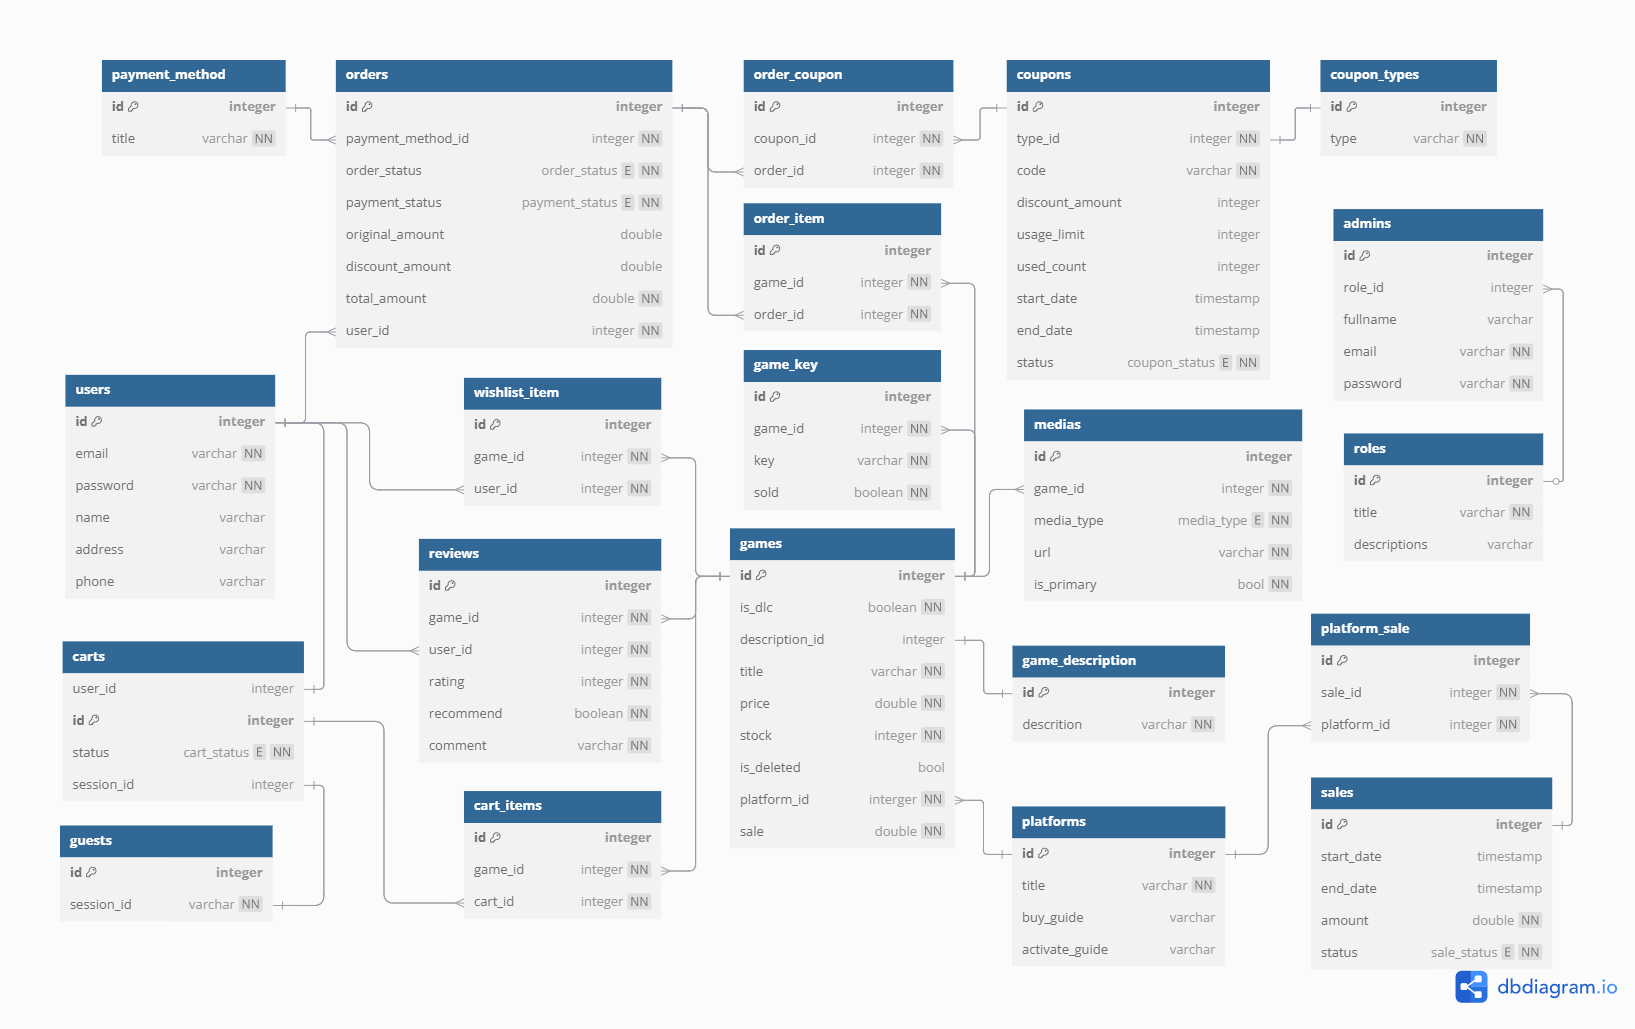 payment_method
id integer
title varchar NN
orders
id integer
payment_method_id integer NN
order_status order_status E NN
payment_status payment_status E NN
original_amount double
discount_amount double
total_amount double NN
user_id integer NN
order_coupon
id integer
coupon_id integer NN
order_id integer NN
coupons
id integer
type_id integer NN
code varchar NN
discount_amount integer
usage_limit integer
used_count integer
start_date timestamp
end_date timestamp
status coupon_status E NN
coupon_types
id integer
type varchar NN
order_item
id integer
game_id integer NN
order_id integer NN
admins
id integer
role_id integer
fullname varchar
email varchar NN
password varchar NN
game_key
id integer
game_id integer NN
key varchar NN
sold boolean NN
users
id integer
email varchar NN
password varchar NN
name varchar
address varchar
phone varchar
wishlist_item
id integer
game_id integer NN
user_id integer NN
medias
id integer
game_id integer NN
media_type media_type E NN
url varchar NN
is_primary bool NN
roles
id integer
title varchar NN
descriptions varchar
reviews
id integer
game_id integer NN
user_id integer NN
rating integer NN
recommend boolean NN
comment varchar NN
games
id integer
is_dlc boolean NN
description_id integer
title varchar NN
price double NN
stock integer NN
is_deleted bool
platform_id interger NN
sale double NN
game_description
id integer
descrition varchar NN
platform_sale
id integer
sale_id integer NN
platform_id integer NN
carts
user_id integer
id integer
status cart_status E NN
session_id integer
guests
id integer
session_id varchar NN
cart_items
id integer
game_id integer NN
cart_id integer NN
platforms
id integer
title varchar NN
buy_guide varchar
activate_guide varchar
sales
id integer
start_date timestamp
end_date timestamp
amount double NN
status sale_status E NN
dbdiagram.io